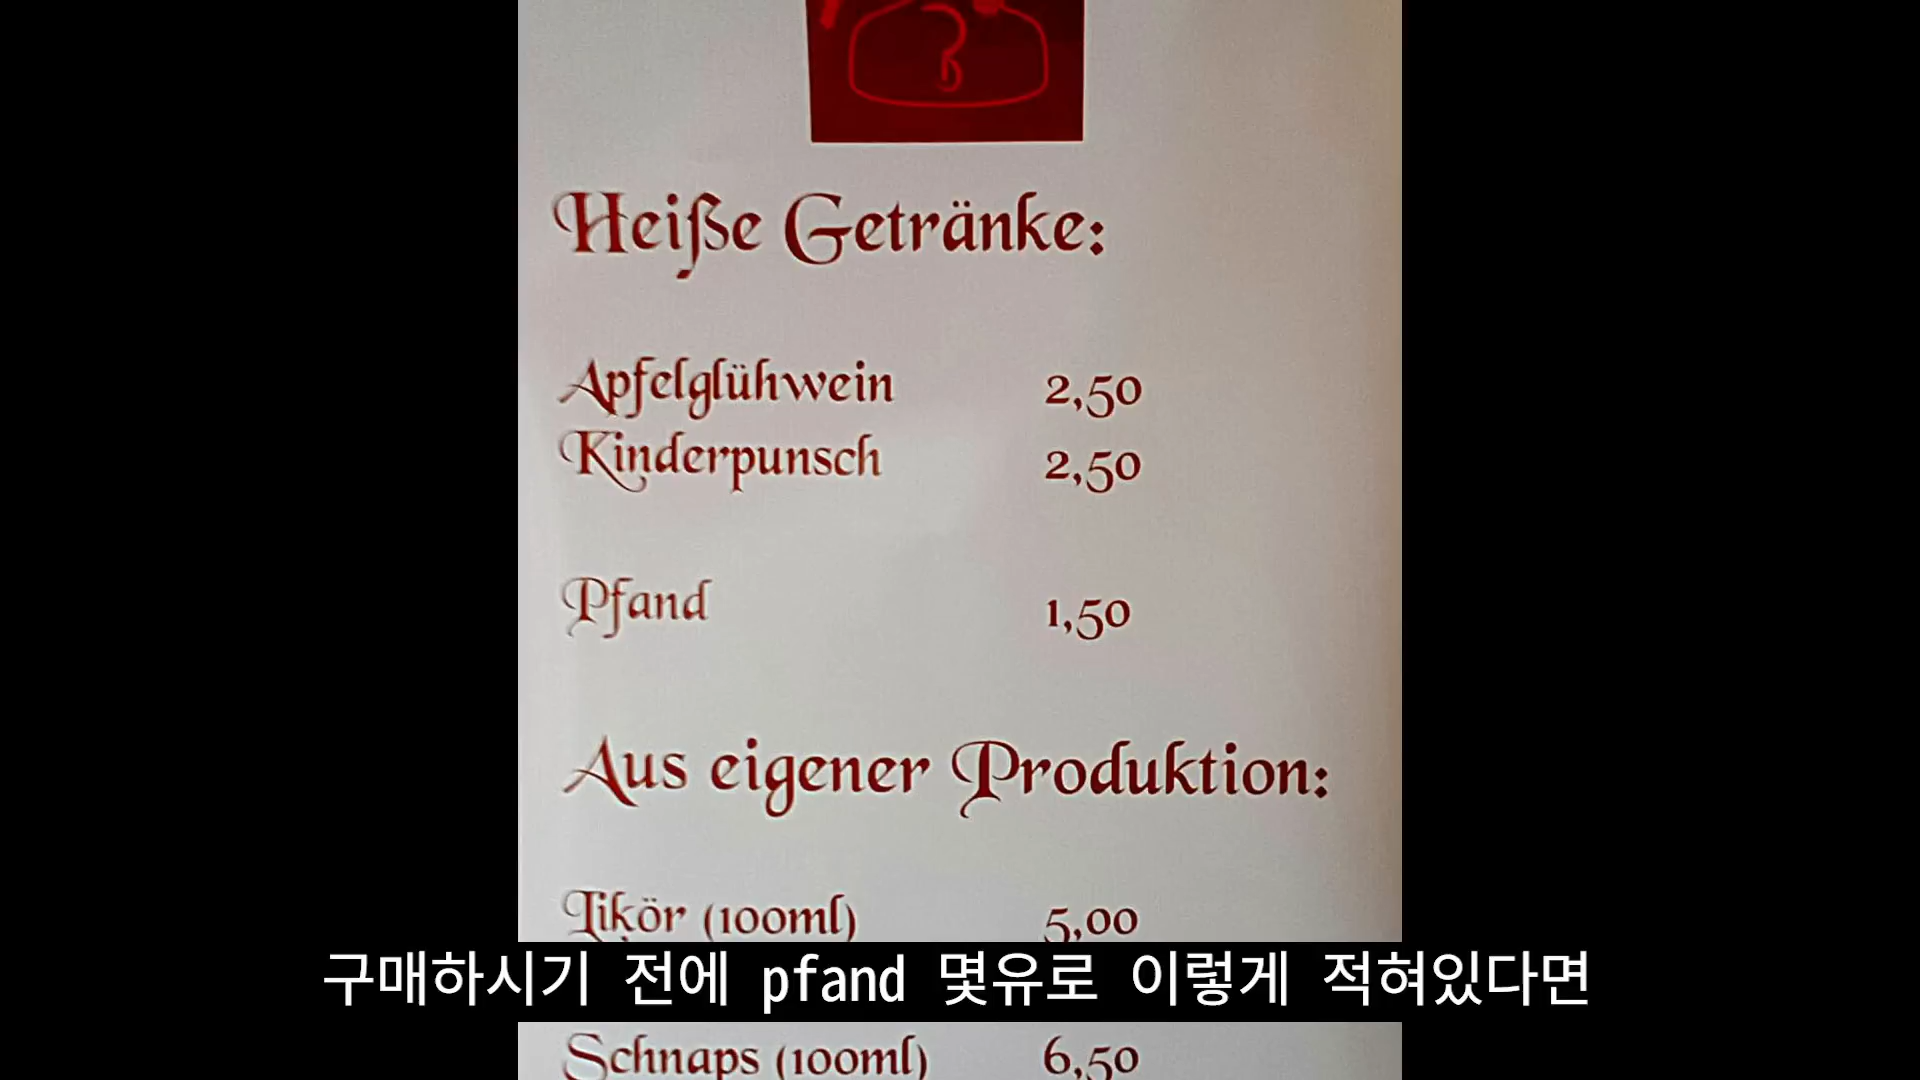 Heiße Getränke:
Apfelglühwein 2,50
Kinderpunsch 2,50
Pfand 1,50
Aus eigener Produktion:
Likör (100ml) 5,00
구매하시기 전에 pfand 몇유로 이렇게 적혀있다면
Schnaps (100ml) 6,50